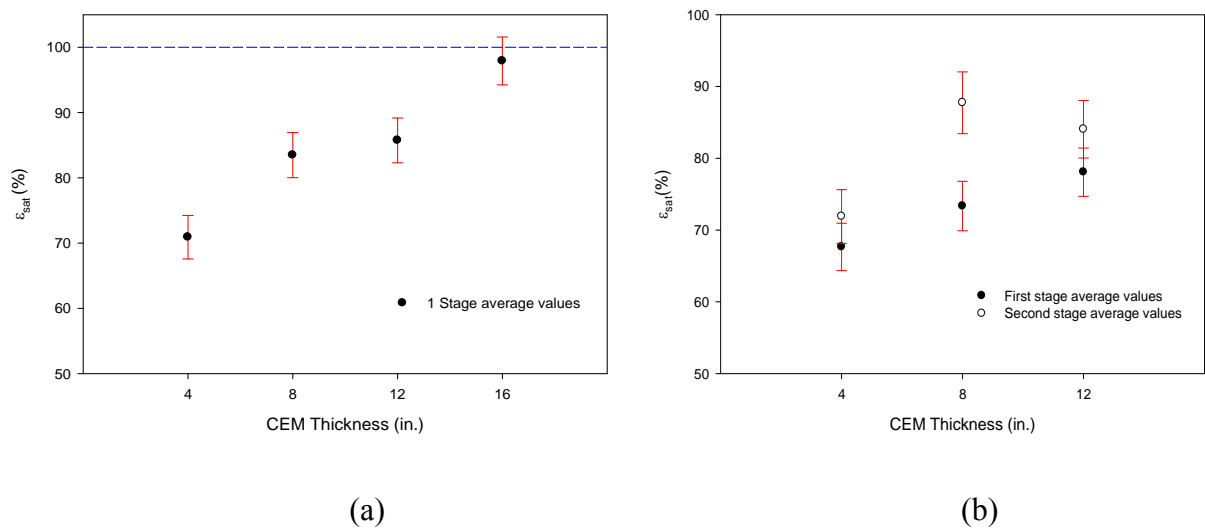 100
90
80
70
60
50
ε_sat (%)
4 8 12 16
CEM Thickness (in.)
1 Stage average values
(a)
100
90
80
70
60
50
ε_sat (%)
4 8 12
CEM Thickness (in.)
First stage average values
Second stage average values
(b)